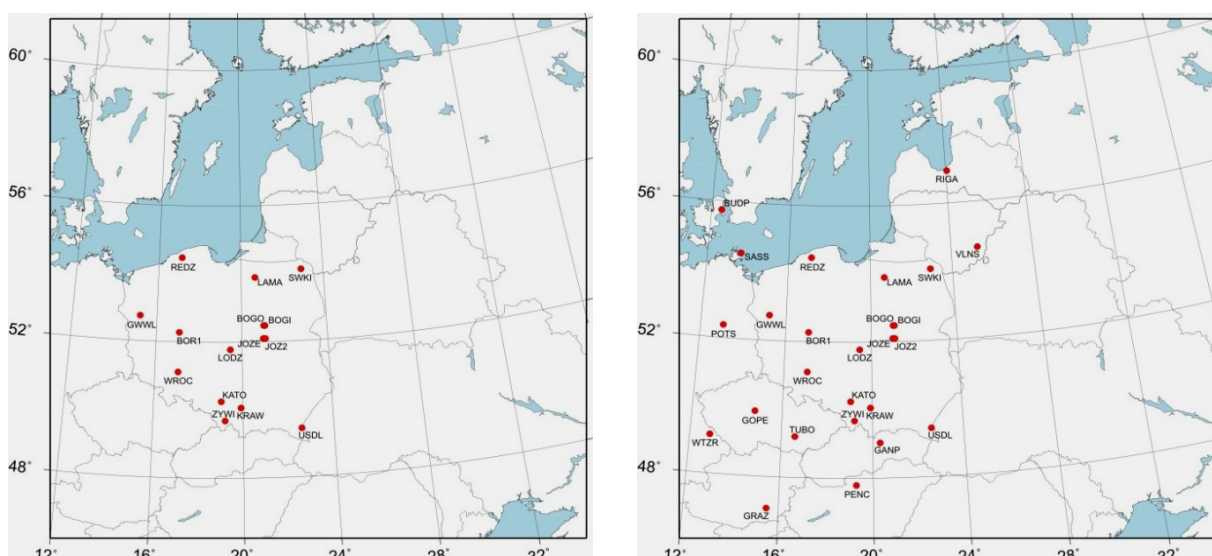 60°
56°
52°
48°
12°
16°
20°
24°
28°
32°
REDZ
LAMA
SWKI
GWWL
BOR1
BOGO
BOGI
JOZE
JOZ2
LODZ
WROC
KATO
ZYWI
KRAW
USDL
60°
56°
52°
48°
12°
16°
20°
24°
28°
32°
RIGA
BUDP
SASS
REDZ
VLNS
SWKI
LAMA
POTS
GWWL
BOR1
BOGO
BOGI
JOZE
JOZ2
LODZ
WROC
KATO
ZYWI
KRAW
GOPE
WTZR
TUBO
GANP
USDL
PENC
GRAZ